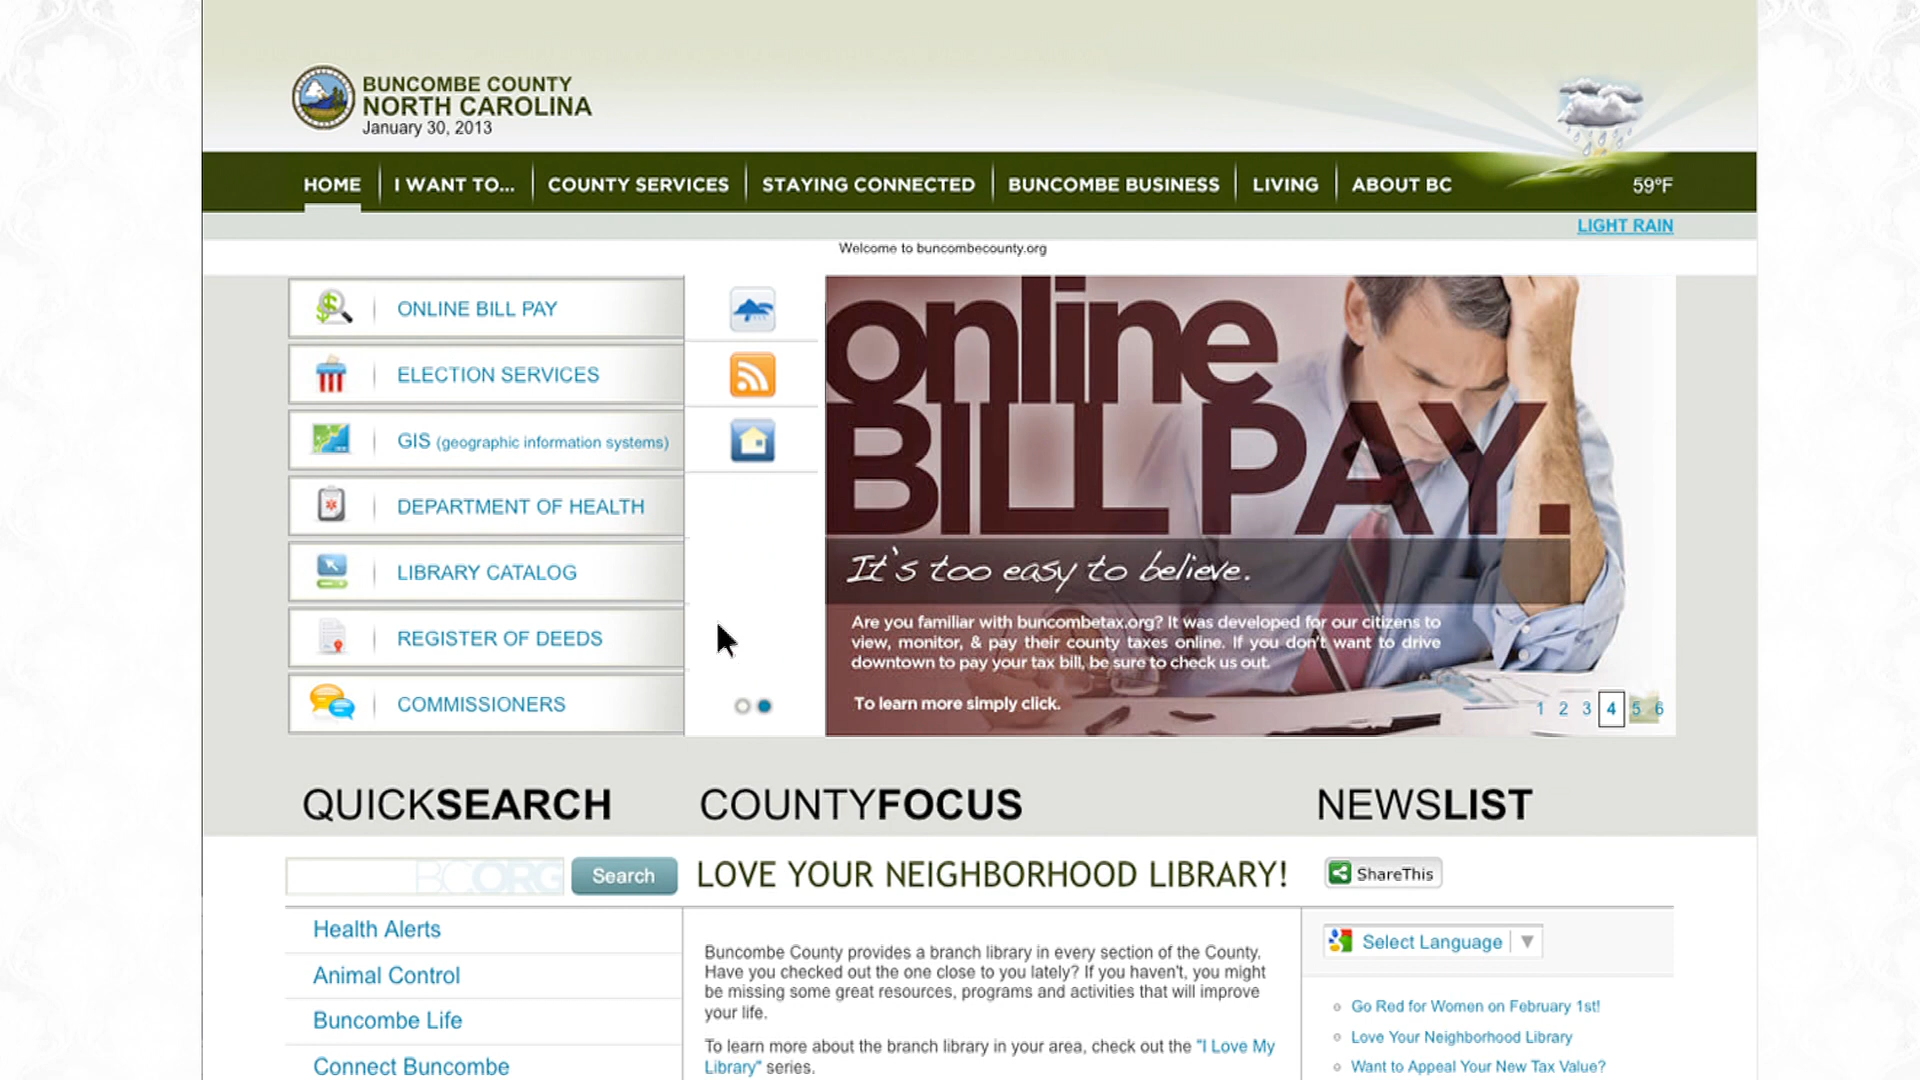 BUNCOMBE COUNTY
NORTH CAROLINA
January 30, 2013
HOME
I WANT TO...
COUNTY SERVICES
STAYING CONNECTED
BUNCOMBE BUSINESS
LIVING
ABOUT BC
59°F
LIGHT RAIN
Welcome to buncombecounty.org
ONLINE BILL PAY
ELECTION SERVICES
GIS (geographic information systems)
DEPARTMENT OF HEALTH
LIBRARY CATALOG
REGISTER OF DEEDS
COMMISSIONERS
online
BILL PAY.
It's too easy to believe.
Are you familiar with buncombetax.org? It was developed for our citizens to
view, monitor, & pay their county taxes online. If you don't want to drive
downtown to pay your tax bill, be sure to check us out.
To learn more simply click.
1 2 3 4 5 6
QUICKSEARCH
COUNTYFOCUS
NEWSLIST
BCORG
Search
LOVE YOUR NEIGHBORHOOD LIBRARY!
ShareThis
Health Alerts
Animal Control
Buncombe Life
Connect Buncombe
Buncombe County provides a branch library in every section of the County.
Have you checked out the one close to you lately? If you haven't, you might
be missing some great resources, programs and activities that will improve
your life.
To learn more about the branch library in your area, check out the "I Love My
Library" series.
Select Language
Go Red for Women on February 1st!
Love Your Neighborhood Library
Want to Appeal Your New Tax Value?